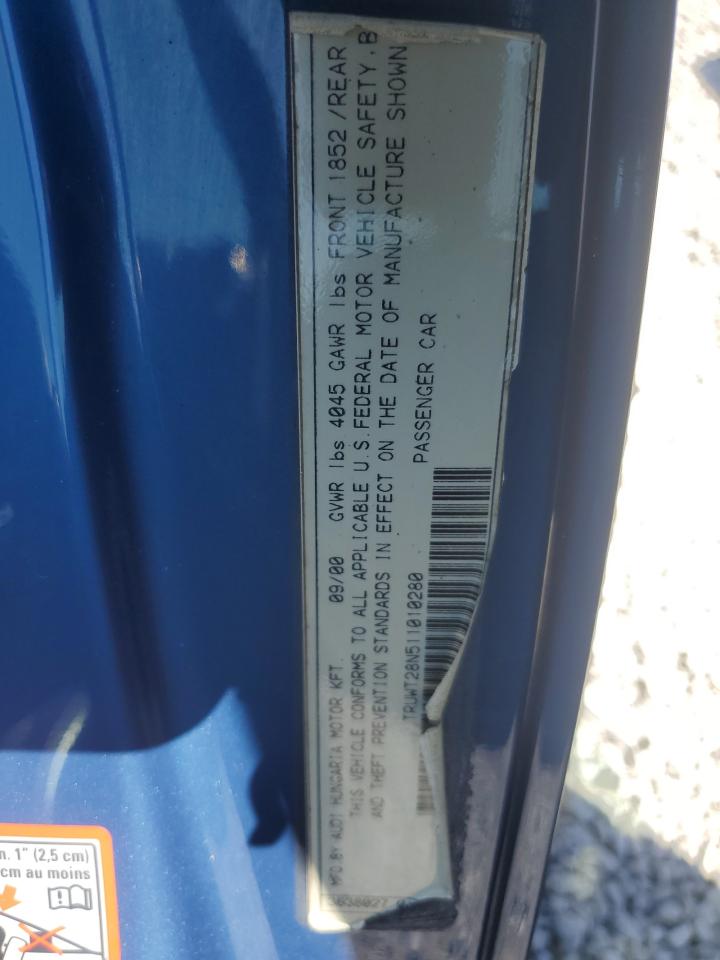 MFD.BY AUDI HUNGARIA MOTOR KFT. 09/00 GVWR lbs 4045 GAWR lbs FRONT 1852 /REAR
THIS VEHICLE CONFORMS TO ALL APPLICABLE U.S.FEDERAL MOTOR VEHICLE SAFETY, B
AND THEFT PREVENTION STANDARDS IN EFFECT ON THE DATE OF MANUFACTURE SHOWN
TRUWT28N511010280 PASSENGER CAR
n. 1" (2,5 cm)
cm au moins